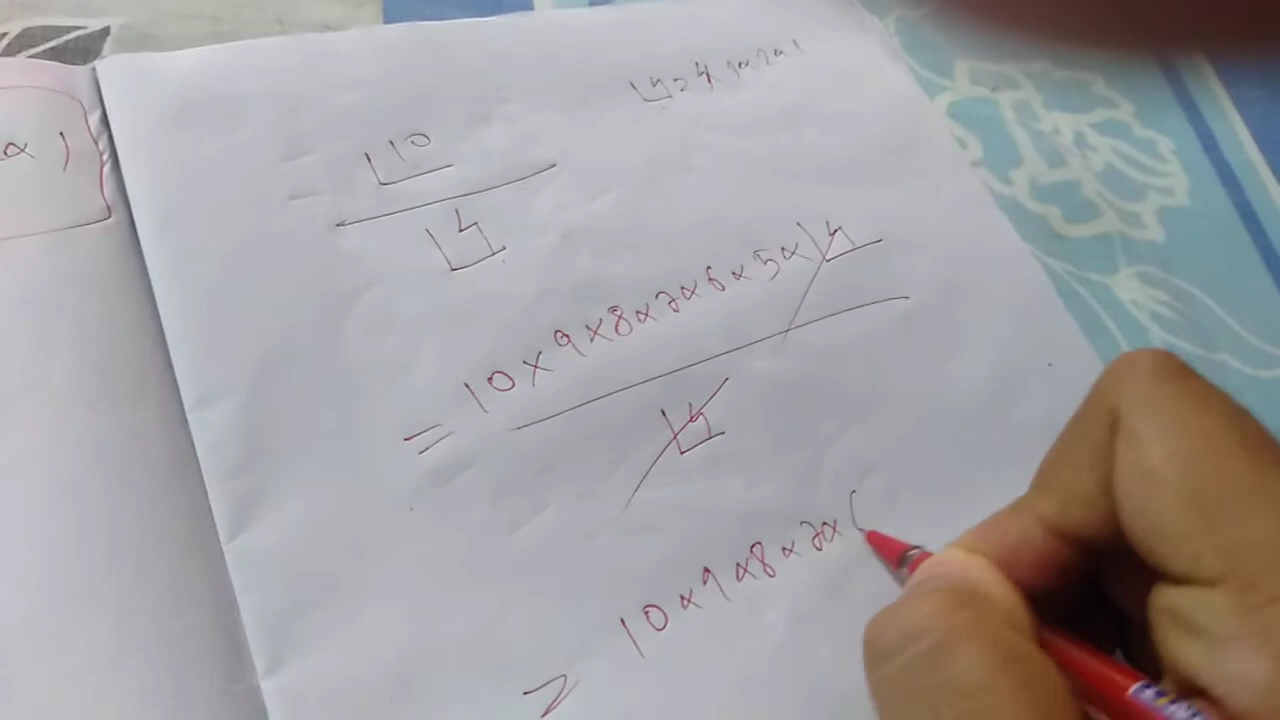 ∝ )
⌊4 = 4 × 3 × 2 × 1
= ⌊10 / ⌊4
= 10 × 9 × 8 × 7 × 6 × 5 × ⌊4 / ⌊4
= 10 × 9 × 8 × 7 ×